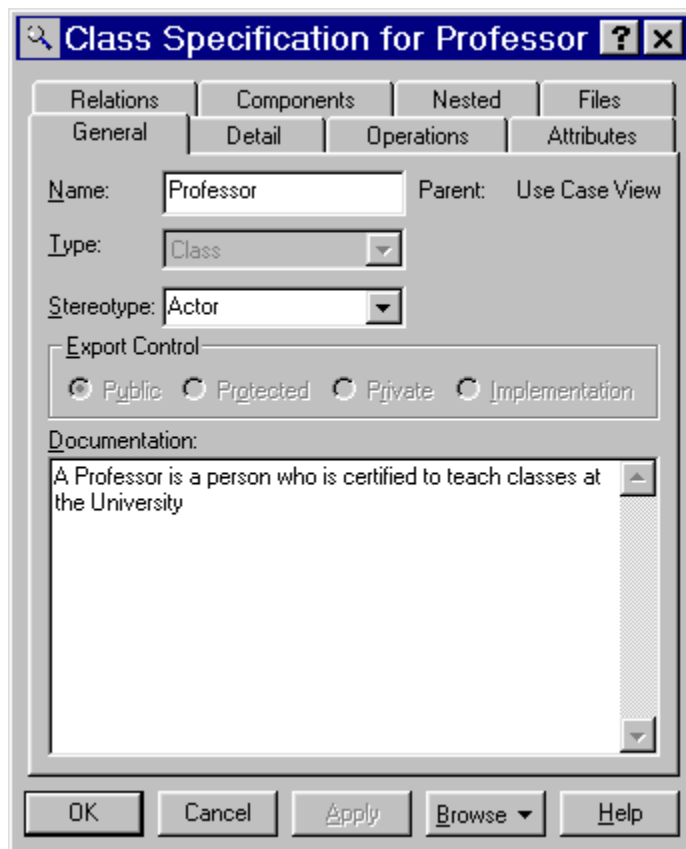 Class Specification for Professor ? ×
Relations Components Nested Files
General Detail Operations Attributes
Name: Professor Parent: Use Case View
Type: Class
Stereotype: Actor
Export Control
Public Protected Private Implementation
Documentation:
A Professor is a person who is certified to teach classes at
the University
OK Cancel Apply Browse Help